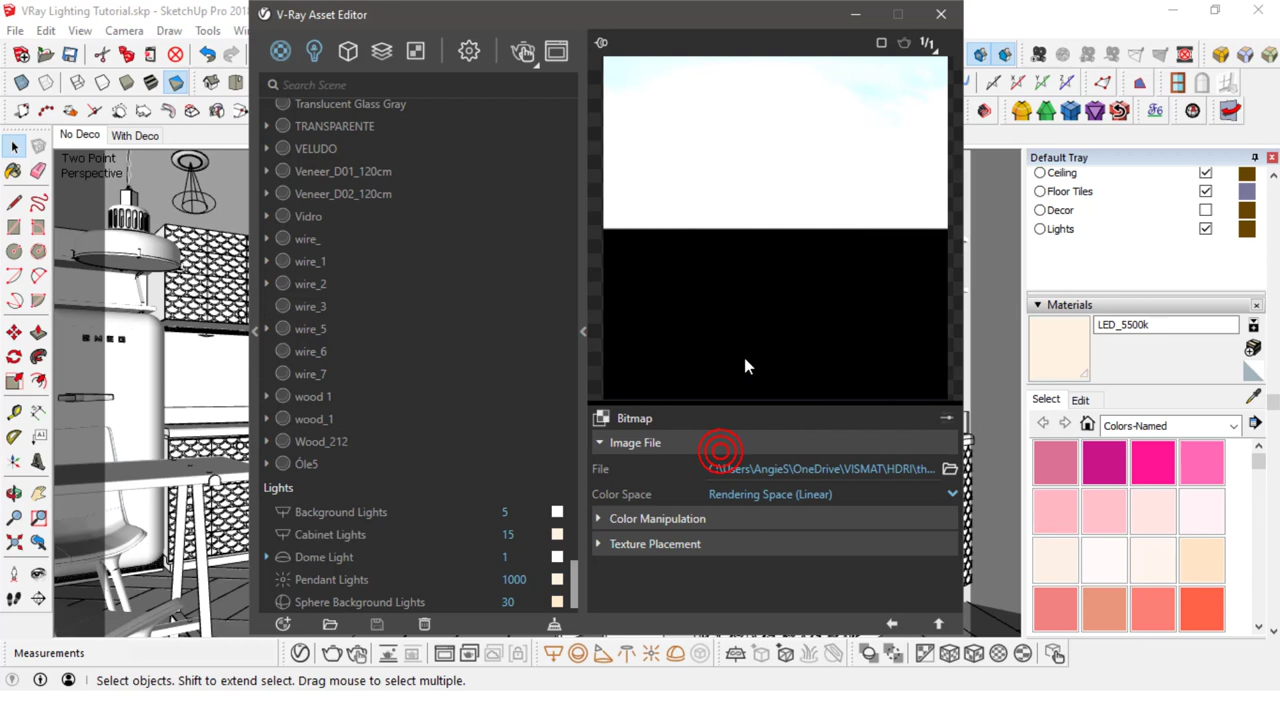 VRay Lighting Tutorial.skp - SketchUp Pro 201
V-Ray Asset Editor
File Edit View Camera Draw Tools
Search Scene
1/1
No Deco With Deco
Two Point
Perspective
Translucent Glass Gray
TRANSPARENTE
VELUDO
Veneer_D01_120cm
Veneer_D02_120cm
Vidro
wire_
wire_1
wire_2
wire_3
wire_5
wire_6
wire_7
wood 1
wood_1
Wood_212
Óle5
Lights
Background Lights 5
Cabinet Lights 15
Dome Light 1
Pendant Lights 1000
Sphere Background Lights 30
Bitmap
Image File
File C:\Users\AngieS\OneDrive\VISMAT\HDRI\th...
Color Space Rendering Space (Linear)
Color Manipulation
Texture Placement
Default Tray
Ceiling
Floor Tiles
Decor
Lights
Materials
LED_5500k
Select Edit
Colors-Named
SMEG
Measurements
Select objects. Shift to extend select. Drag mouse to select multiple.